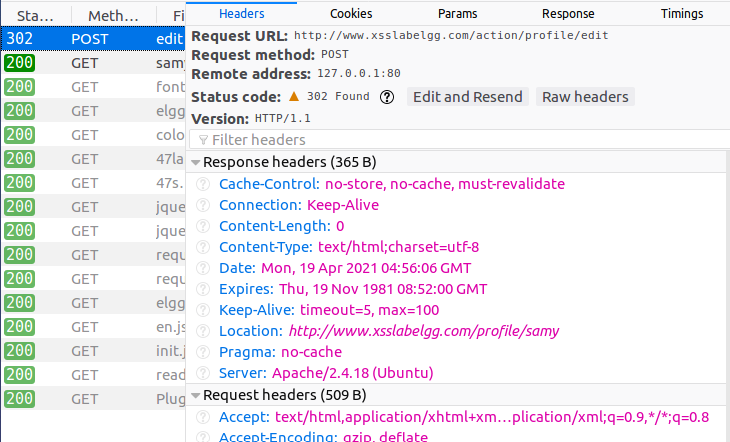 Sta... Meth... Fi
302 POST edit
200 GET samy
200 GET font
200 GET elgg
200 GET colo
200 GET 47la
200 GET 47s.
200 GET jque
200 GET jque
200 GET requ
200 GET requ
200 GET elgg
200 GET en.js
200 GET init.j
200 GET read
200 GET Plug
Headers Cookies Params Response Timings
Request URL: http://www.xsslabelgg.com/action/profile/edit
Request method: POST
Remote address: 127.0.0.1:80
Status code: 302 Found Edit and Resend Raw headers
Version: HTTP/1.1
Filter headers
Response headers (365 B)
Cache-Control: no-store, no-cache, must-revalidate
Connection: Keep-Alive
Content-Length: 0
Content-Type: text/html;charset=utf-8
Date: Mon, 19 Apr 2021 04:56:06 GMT
Expires: Thu, 19 Nov 1981 08:52:00 GMT
Keep-Alive: timeout=5, max=100
Location: http://www.xsslabelgg.com/profile/samy
Pragma: no-cache
Server: Apache/2.4.18 (Ubuntu)
Request headers (509 B)
Accept: text/html,application/xhtml+xm...plication/xml;q=0.9,*/*;q=0.8
Accept-Encoding: gzip, deflate